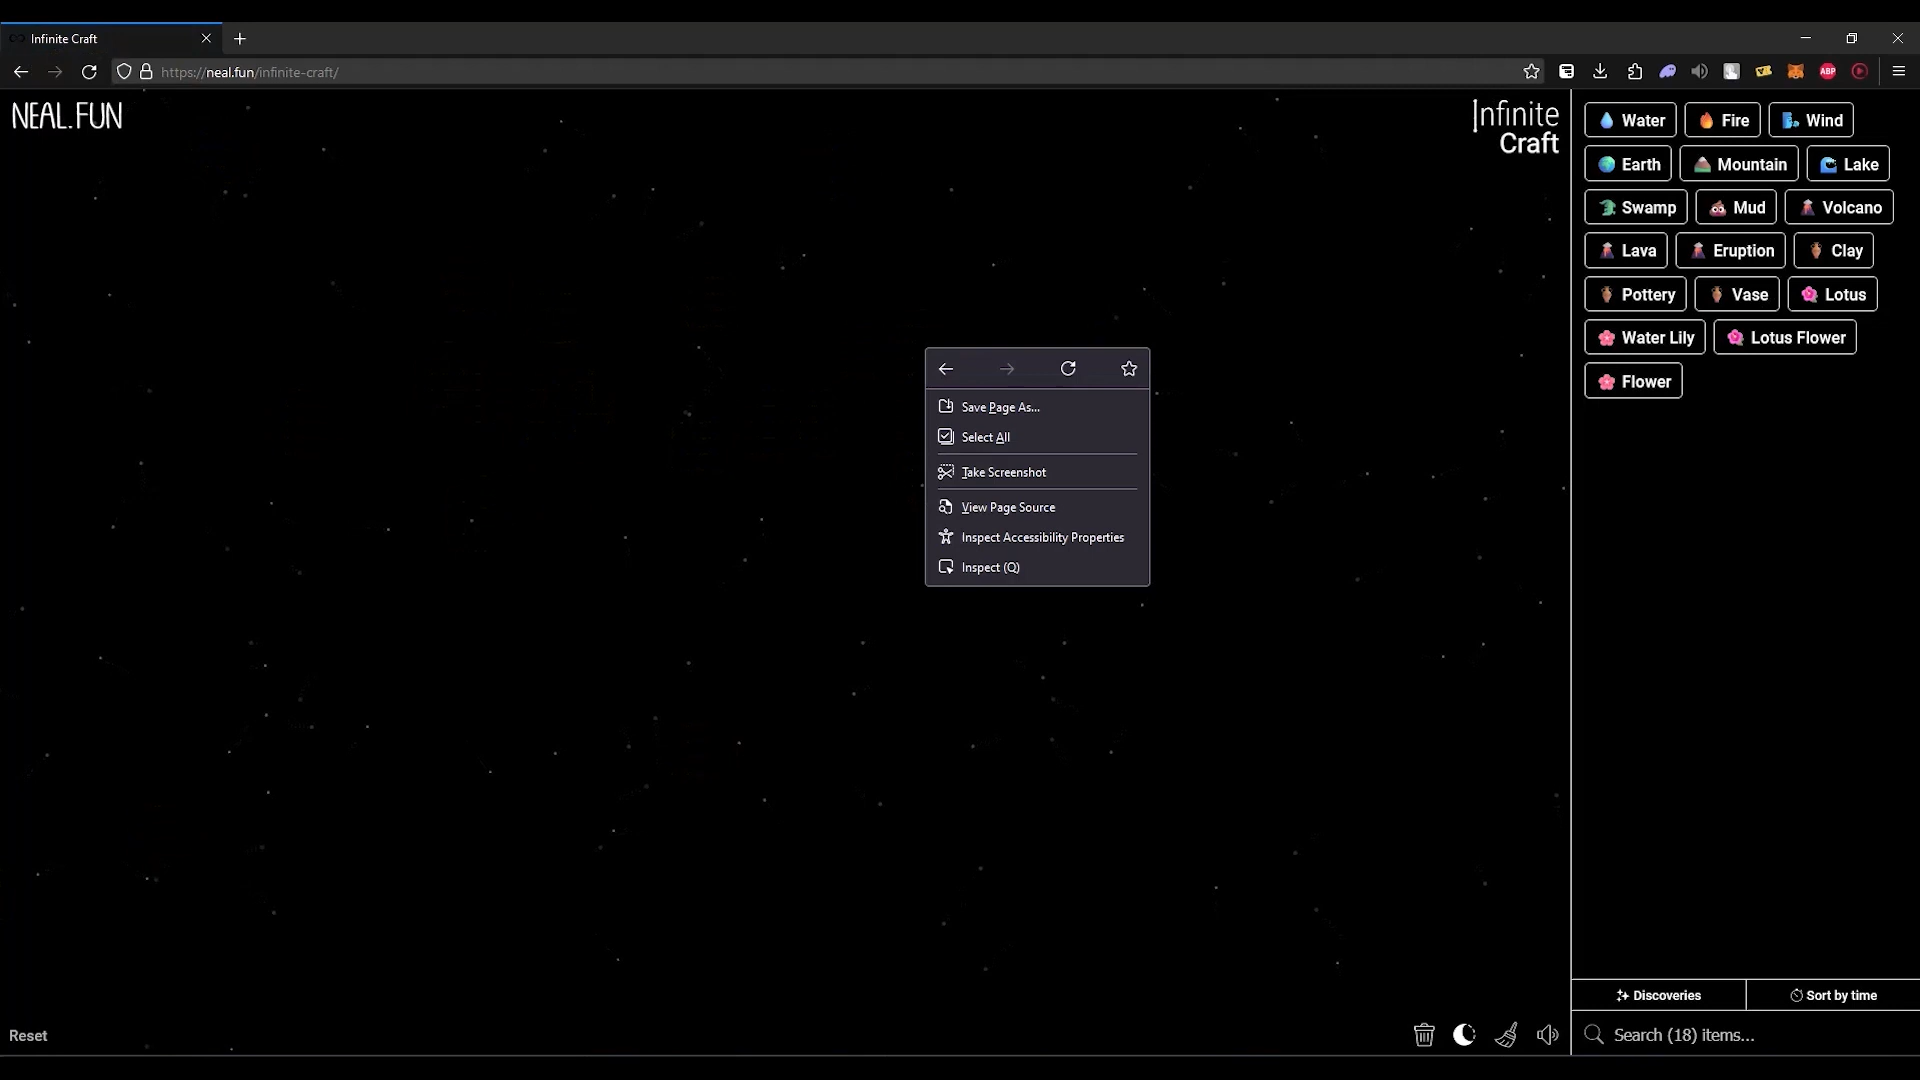 Infinite Craft
https://neal.fun/infinite-craft/
ABP
NEAL.FUN
Infinite
Craft
Water Fire Wind
Earth Mountain Lake
Swamp Mud Volcano
Lava Eruption Clay
Pottery Vase Lotus
Water Lily Lotus Flower
Flower
Save Page As...
Select All
Take Screenshot
View Page Source
Inspect Accessibility Properties
Inspect (Q)
Discoveries Sort by time
Reset
Search (18) items...